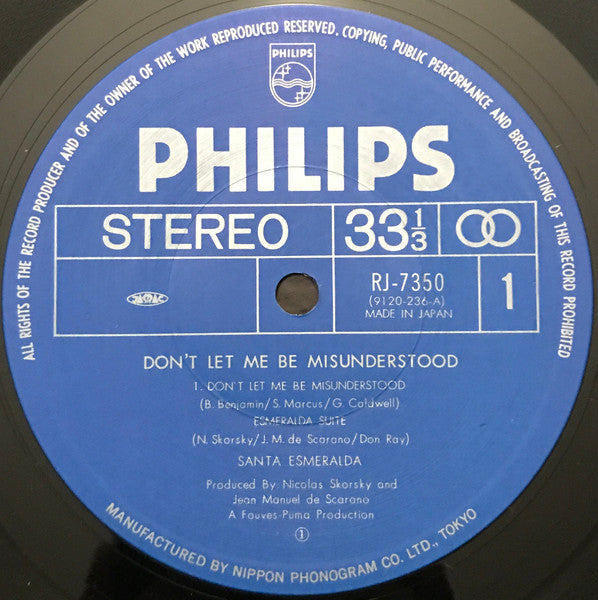 ALL RIGHTS OF THE RECORD PRODUCER AND OF THE OWNER OF THE WORK REPRODUCED RESERVED. COPYING, PUBLIC PERFORMANCE AND BROADCASTING OF THIS RECORD PROHIBITED
PHILIPS
PHILIPS
STEREO 33⅓
JASRAC RJ-7350 1
(9120-236-A)
MADE IN JAPAN
DON'T LET ME BE MISUNDERSTOOD
1. DON'T LET ME BE MISUNDERSTOOD
(B. Benjamin/S. Marcus/G. Caldwell)
ESMERALDA SUITE
(N. Skorsky/J. M. de Scarano/Don Ray)
SANTA ESMERALDA
Produced By: Nicolas Skorsky and
Jean Manuel de Scarano
A Fauves-Puma Production
①
MANUFACTURED BY NIPPON PHONOGRAM CO. LTD., TOKYO